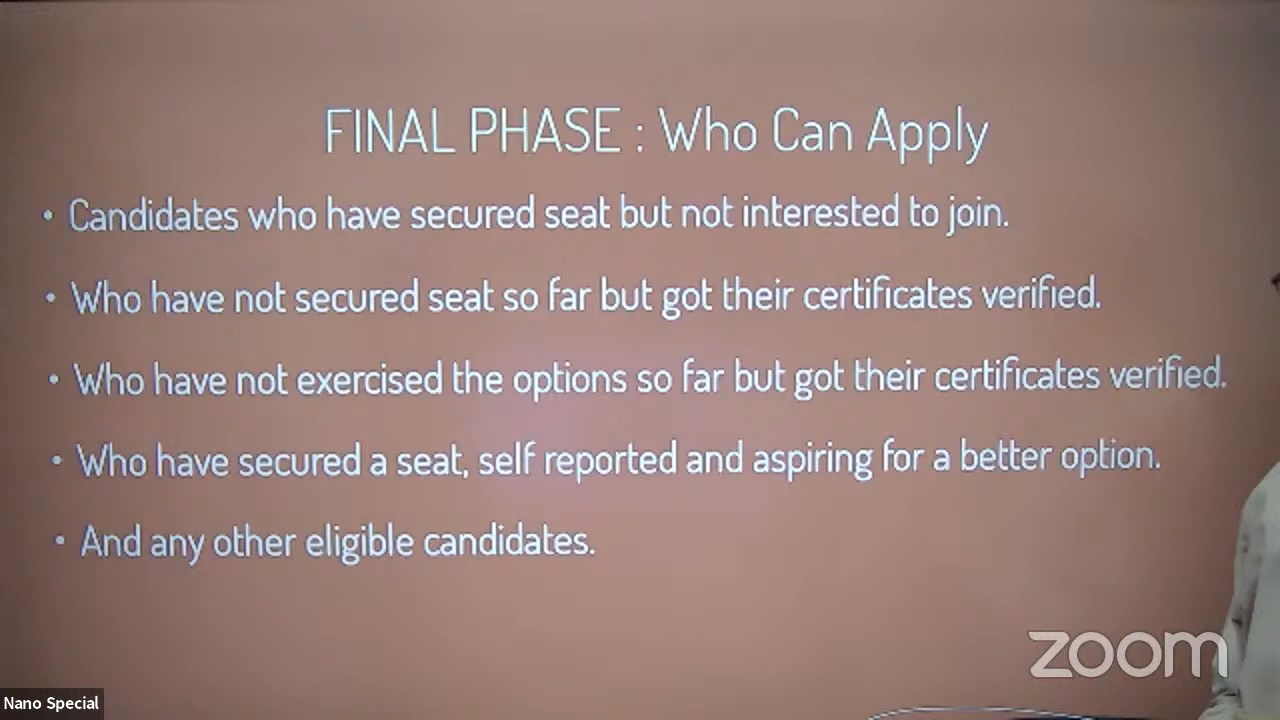 FINAL PHASE : Who Can Apply
• Candidates who have secured seat but not interested to join.
• Who have not secured seat so far but got their certificates verified.
• Who have not exercised the options so far but got their certificates verified.
• Who have secured a seat, self reported and aspiring for a better option.
• And any other eligible candidates.
zoom
Nano Special